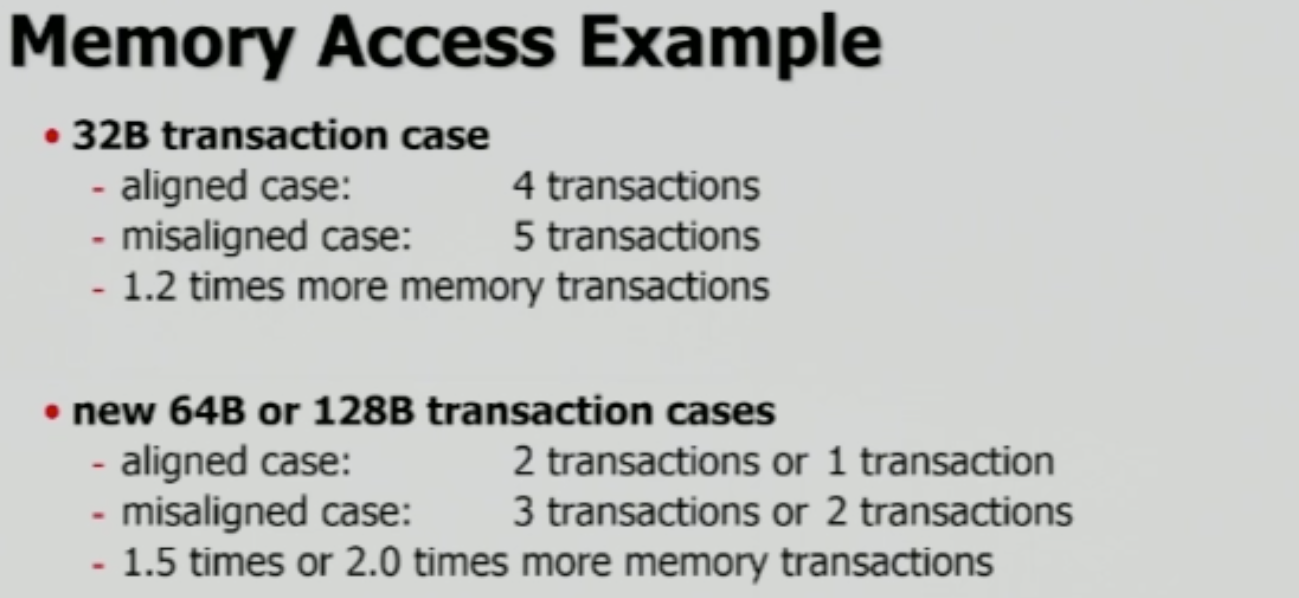 Memory Access Example
• 32B transaction case
- aligned case: 4 transactions
- misaligned case: 5 transactions
- 1.2 times more memory transactions
• new 64B or 128B transaction cases
- aligned case: 2 transactions or 1 transaction
- misaligned case: 3 transactions or 2 transactions
- 1.5 times or 2.0 times more memory transactions